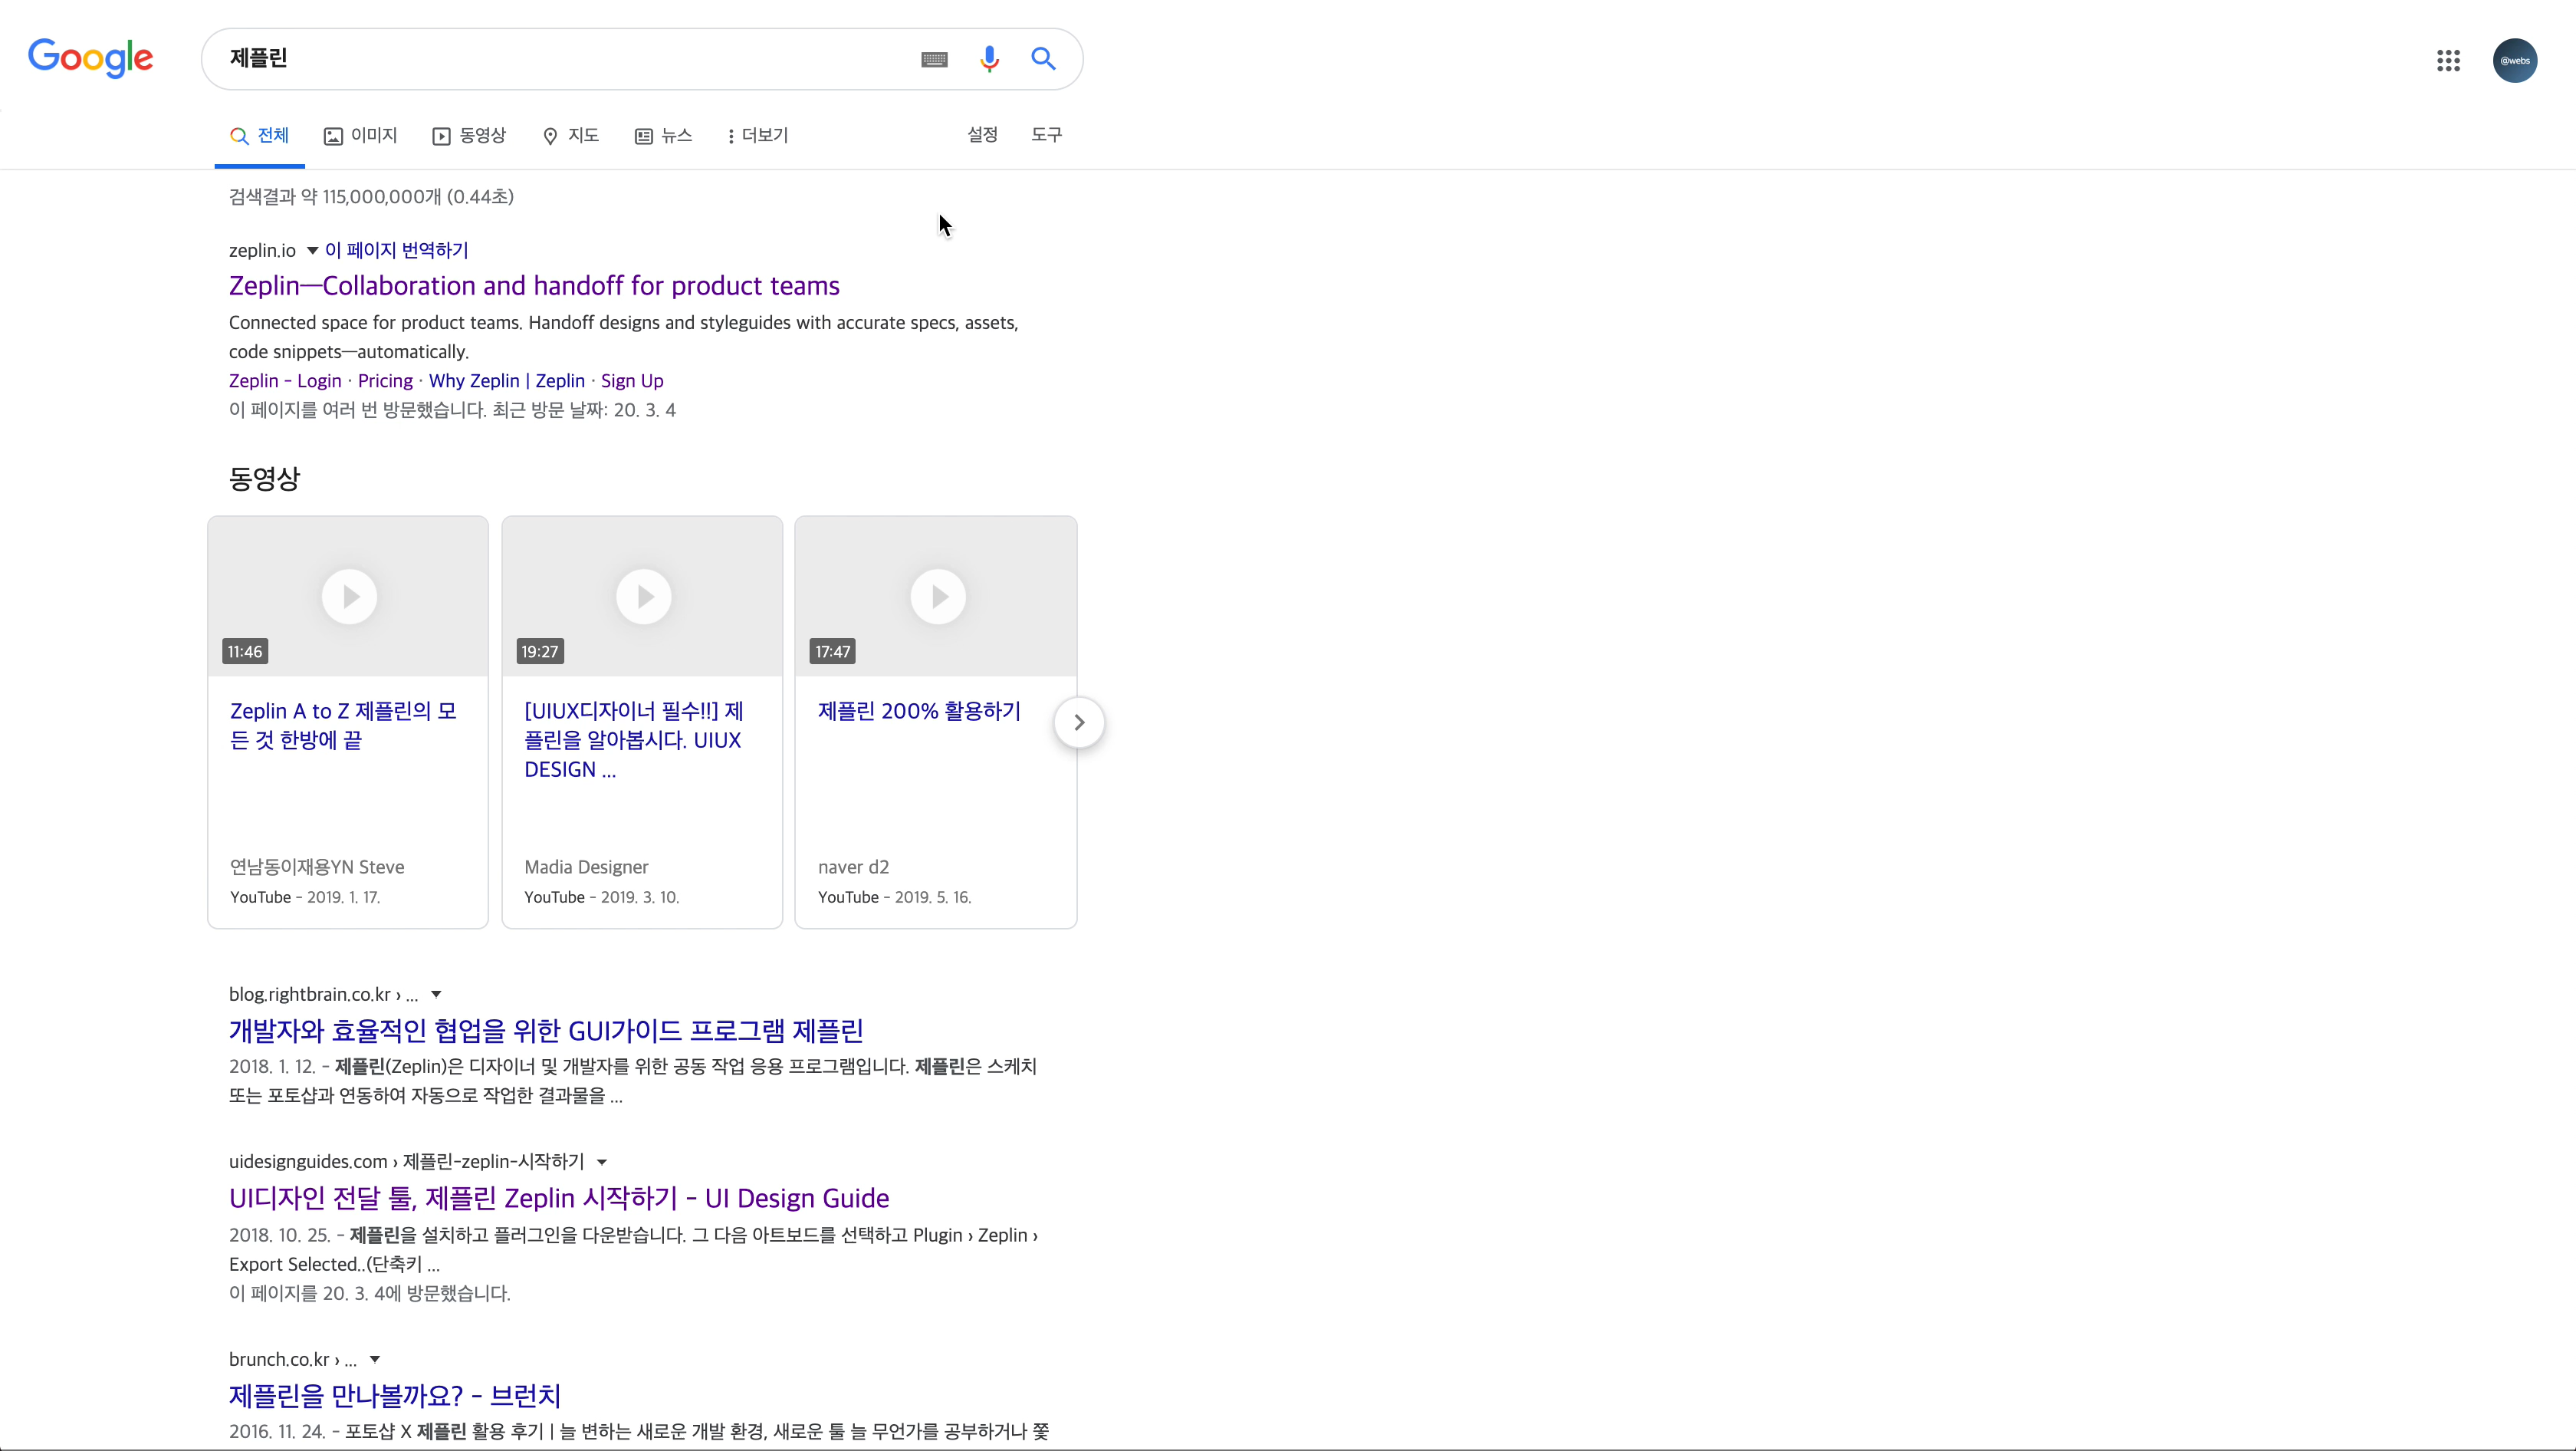 Google
제플린
@webs
전체 이미지 동영상 지도 뉴스 더보기 설정 도구
검색결과 약 115,000,000개 (0.44초)
zeplin.io ▼ 이 페이지 번역하기
Zeplin—Collaboration and handoff for product teams
Connected space for product teams. Handoff designs and styleguides with accurate specs, assets,
code snippets—automatically.
Zeplin - Login · Pricing · Why Zeplin | Zeplin · Sign Up
이 페이지를 여러 번 방문했습니다. 최근 방문 날짜: 20. 3. 4
동영상
11:46
Zeplin A to Z 제플린의 모
든 것 한방에 끝
연남동이재용YN Steve
YouTube - 2019. 1. 17.
19:27
[UIUX디자이너 필수!!] 제
플린을 알아봅시다. UIUX
DESIGN ...
Madia Designer
YouTube - 2019. 3. 10.
17:47
제플린 200% 활용하기
naver d2
YouTube - 2019. 5. 16.
blog.rightbrain.co.kr › ... ▼
개발자와 효율적인 협업을 위한 GUI가이드 프로그램 제플린
2018. 1. 12. - 제플린(Zeplin)은 디자이너 및 개발자를 위한 공동 작업 응용 프로그램입니다. 제플린은 스케치
또는 포토샵과 연동하여 자동으로 작업한 결과물을 ...
uidesignguides.com › 제플린-zeplin-시작하기 ▼
UI디자인 전달 툴, 제플린 Zeplin 시작하기 - UI Design Guide
2018. 10. 25. - 제플린을 설치하고 플러그인을 다운받습니다. 그 다음 아트보드를 선택하고 Plugin › Zeplin ›
Export Selected..(단축키 ...
이 페이지를 20. 3. 4에 방문했습니다.
brunch.co.kr › ... ▼
제플린을 만나볼까요? - 브런치
2016. 11. 24. - 포토샵 X 제플린 활용 후기 | 늘 변하는 새로운 개발 환경, 새로운 툴 늘 무언가를 공부하거나 쫓